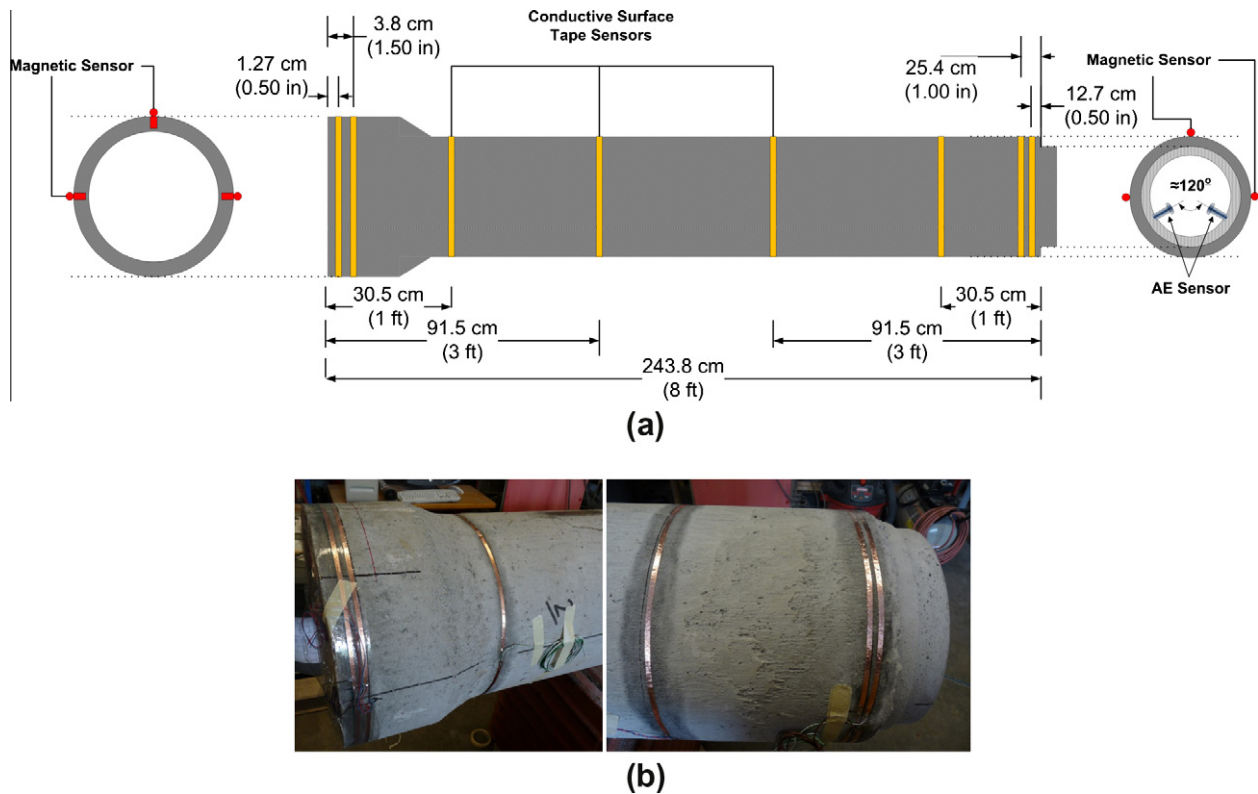 Conductive Surface
Tape Sensors
3.8 cm
(1.50 in)
Magnetic Sensor
1.27 cm
(0.50 in)
25.4 cm
(1.00 in)
Magnetic Sensor
12.7 cm
(0.50 in)
≈120º
AE Sensor
30.5 cm
(1 ft)
30.5 cm
(1 ft)
91.5 cm
(3 ft)
91.5 cm
(3 ft)
243.8 cm
(8 ft)
(a)
(b)